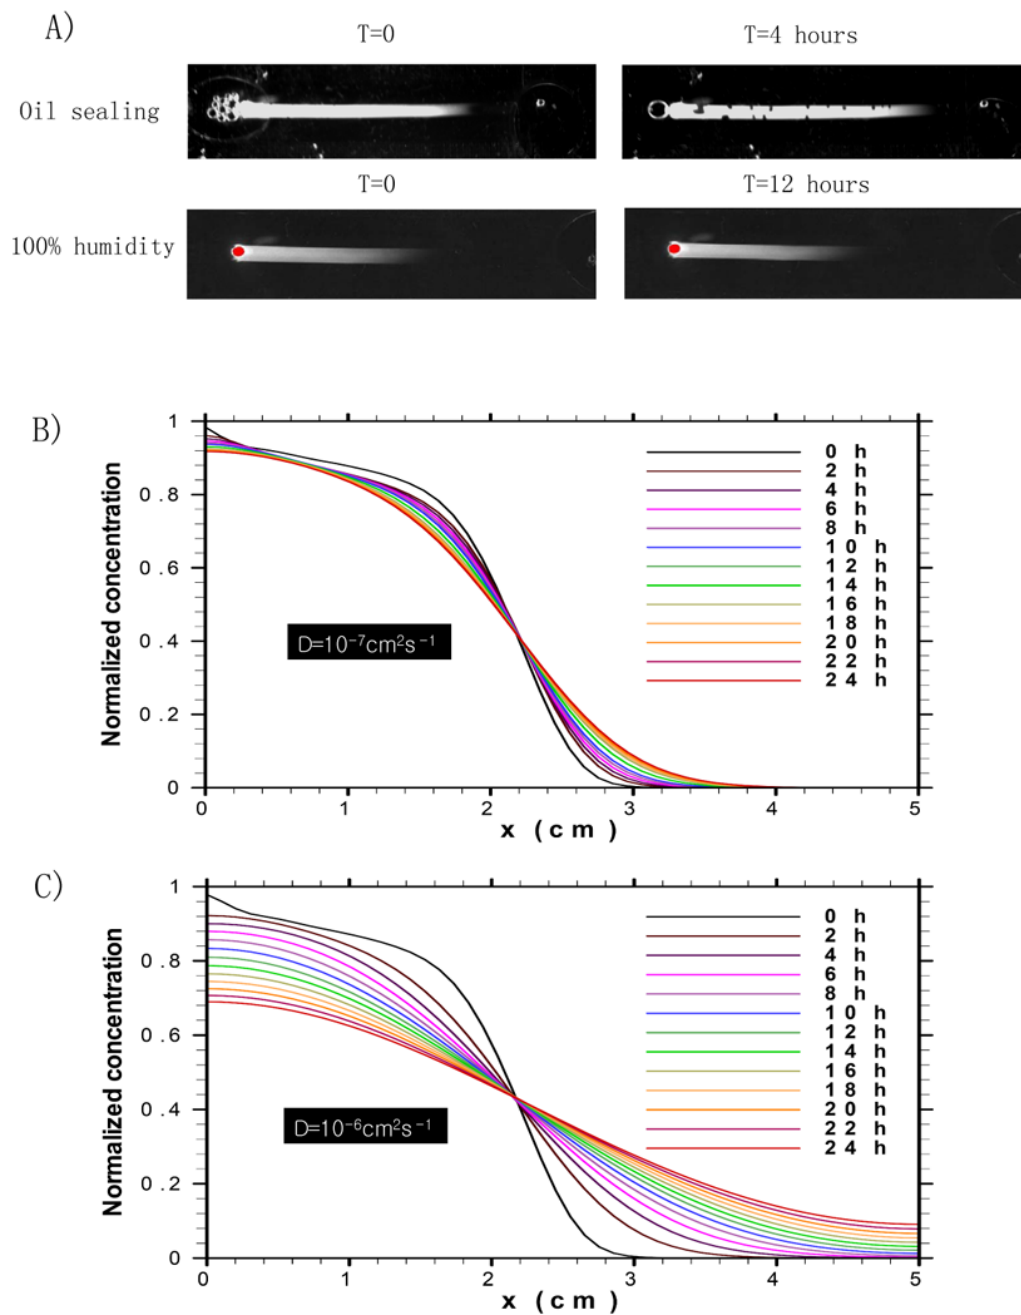 A)
T=0
T=4 hours
Oil sealing
T=0
T=12 hours
100% humidity
B)
1
0.8
0.6
0.4
0.2
0
Normalized concentration
0 h
2 h
4 h
6 h
8 h
10 h
12 h
14 h
16 h
18 h
20 h
22 h
24 h
D=10⁻⁷cm²s⁻¹
0 1 2 3 4 5
x (cm)
C)
1
0.8
0.6
0.4
0.2
0
Normalized concentration
0 h
2 h
4 h
6 h
8 h
10 h
12 h
14 h
16 h
18 h
20 h
22 h
24 h
D=10⁻⁶cm²s⁻¹
0 1 2 3 4 5
x (cm)